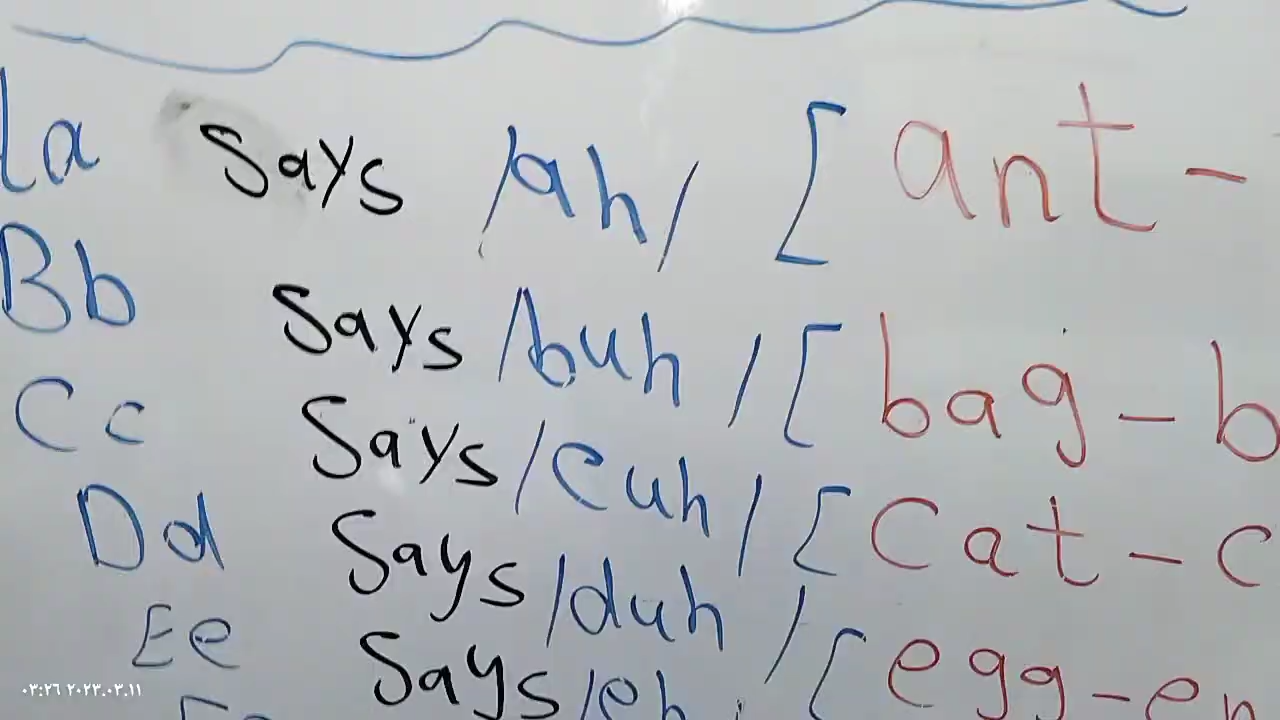 a says /ah/ [ant -
Bb says /buh/ [bag - b
Cc says /cuh/ [cat - c
Dd says /duh/
Ee says /eh [egg - en
٠٣:٢٦ ٢٠٢٣.٠٣.١١